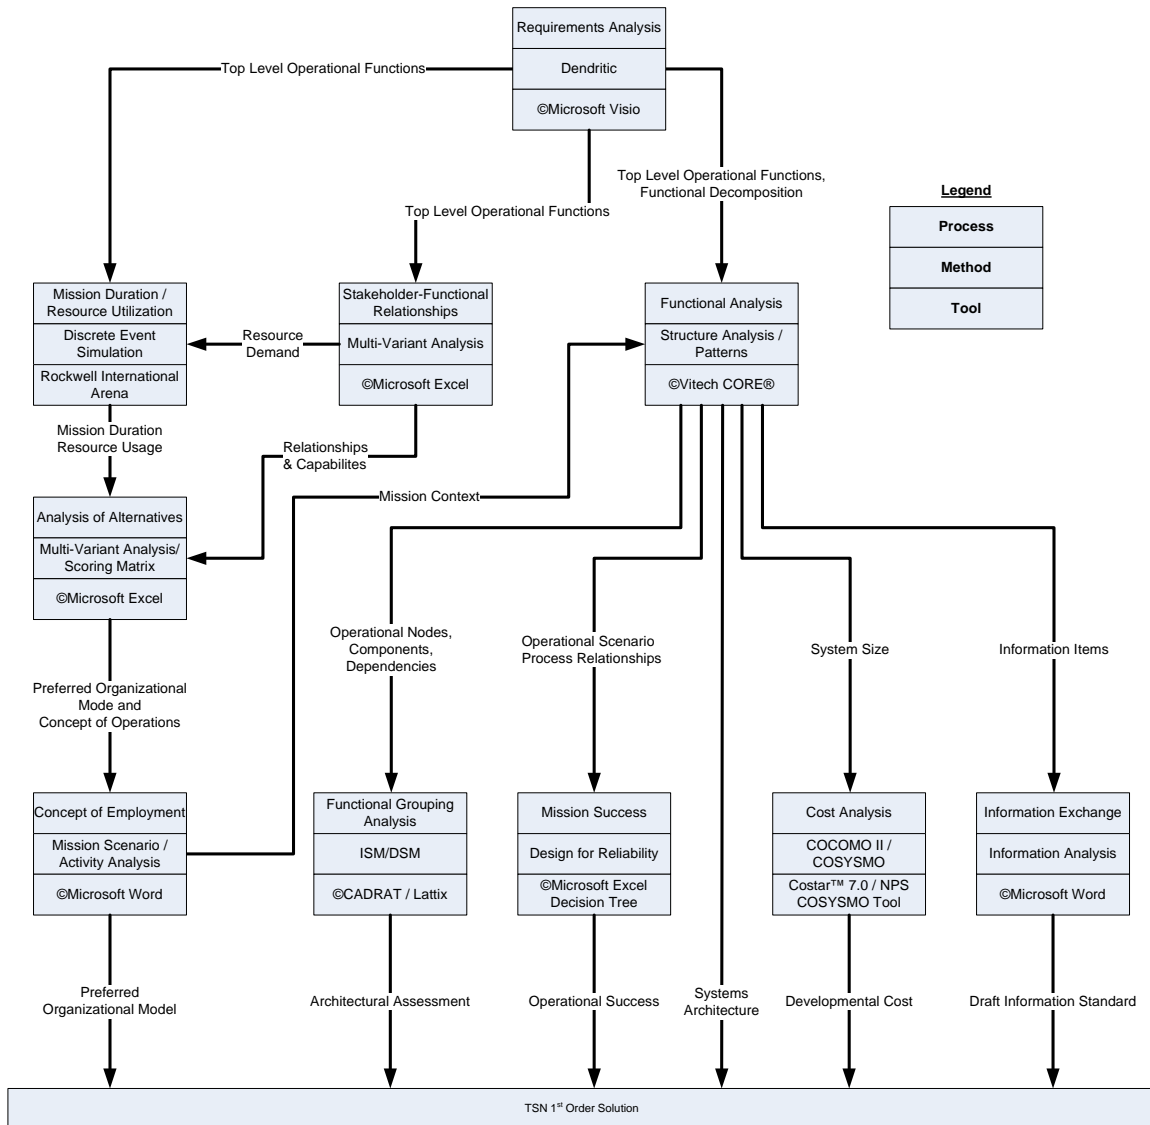 Requirements Analysis
Dendritic
©Microsoft Visio
Top Level Operational Functions
Top Level Operational Functions,
Functional Decomposition
Top Level Operational Functions
Legend
Process
Method
Tool
Mission Duration /
Resource Utilization
Discrete Event
Simulation
Rockwell International
Arena
Resource
Demand
Stakeholder-Functional
Relationships
Multi-Variant Analysis
©Microsoft Excel
Functional Analysis
Structure Analysis /
Patterns
©Vitech CORE®
Mission Duration
Resource Usage
Relationships
& Capabilites
Mission Context
Analysis of Alternatives
Multi-Variant Analysis/
Scoring Matrix
©Microsoft Excel
Operational Nodes,
Components,
Dependencies
Operational Scenario
Process Relationships
System Size
Information Items
Preferred Organizational
Mode and
Concept of Operations
Concept of Employment
Mission Scenario /
Activity Analysis
©Microsoft Word
Functional Grouping
Analysis
ISM/DSM
©CADRAT / Lattix
Mission Success
Design for Reliability
©Microsoft Excel
Decision Tree
Cost Analysis
COCOMO II /
COSYSMO
Costar™ 7.0 / NPS
COSYSMO Tool
Information Exchange
Information Analysis
©Microsoft Word
Preferred
Organizational Model
Architectural Assessment
Operational Success
Systems
Architecture
Developmental Cost
Draft Information Standard
TSN 1st Order Solution